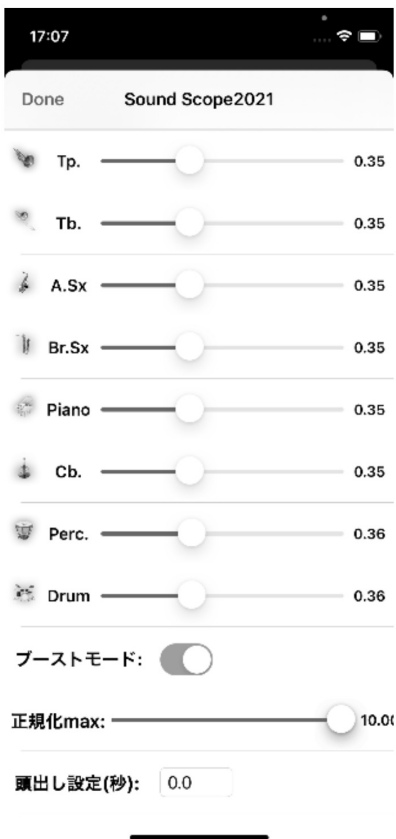 17:07
Done Sound Scope2021
Tp. 0.35
Tb. 0.35
A.Sx 0.35
Br.Sx 0.35
Piano 0.35
Cb. 0.35
Perc. 0.36
Drum 0.36
ブーストモード:
正規化max: 10.00
頭出し設定(秒): 0.0